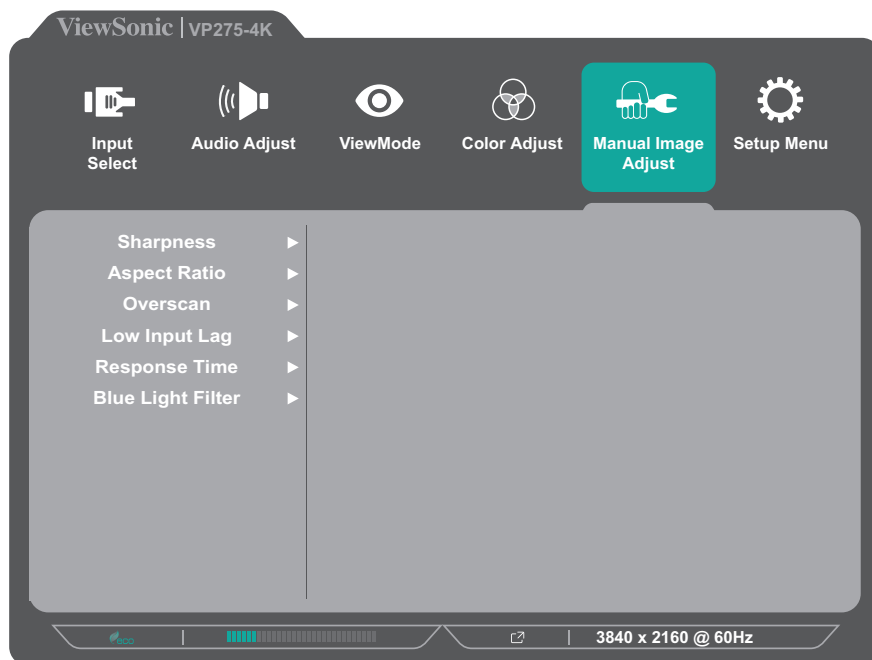 ViewSonic | VP275-4K
Input Select
Audio Adjust
ViewMode
Color Adjust
Manual Image Adjust
Setup Menu
Sharpness
Aspect Ratio
Overscan
Low Input Lag
Response Time
Blue Light Filter
eco
3840 x 2160 @ 60Hz